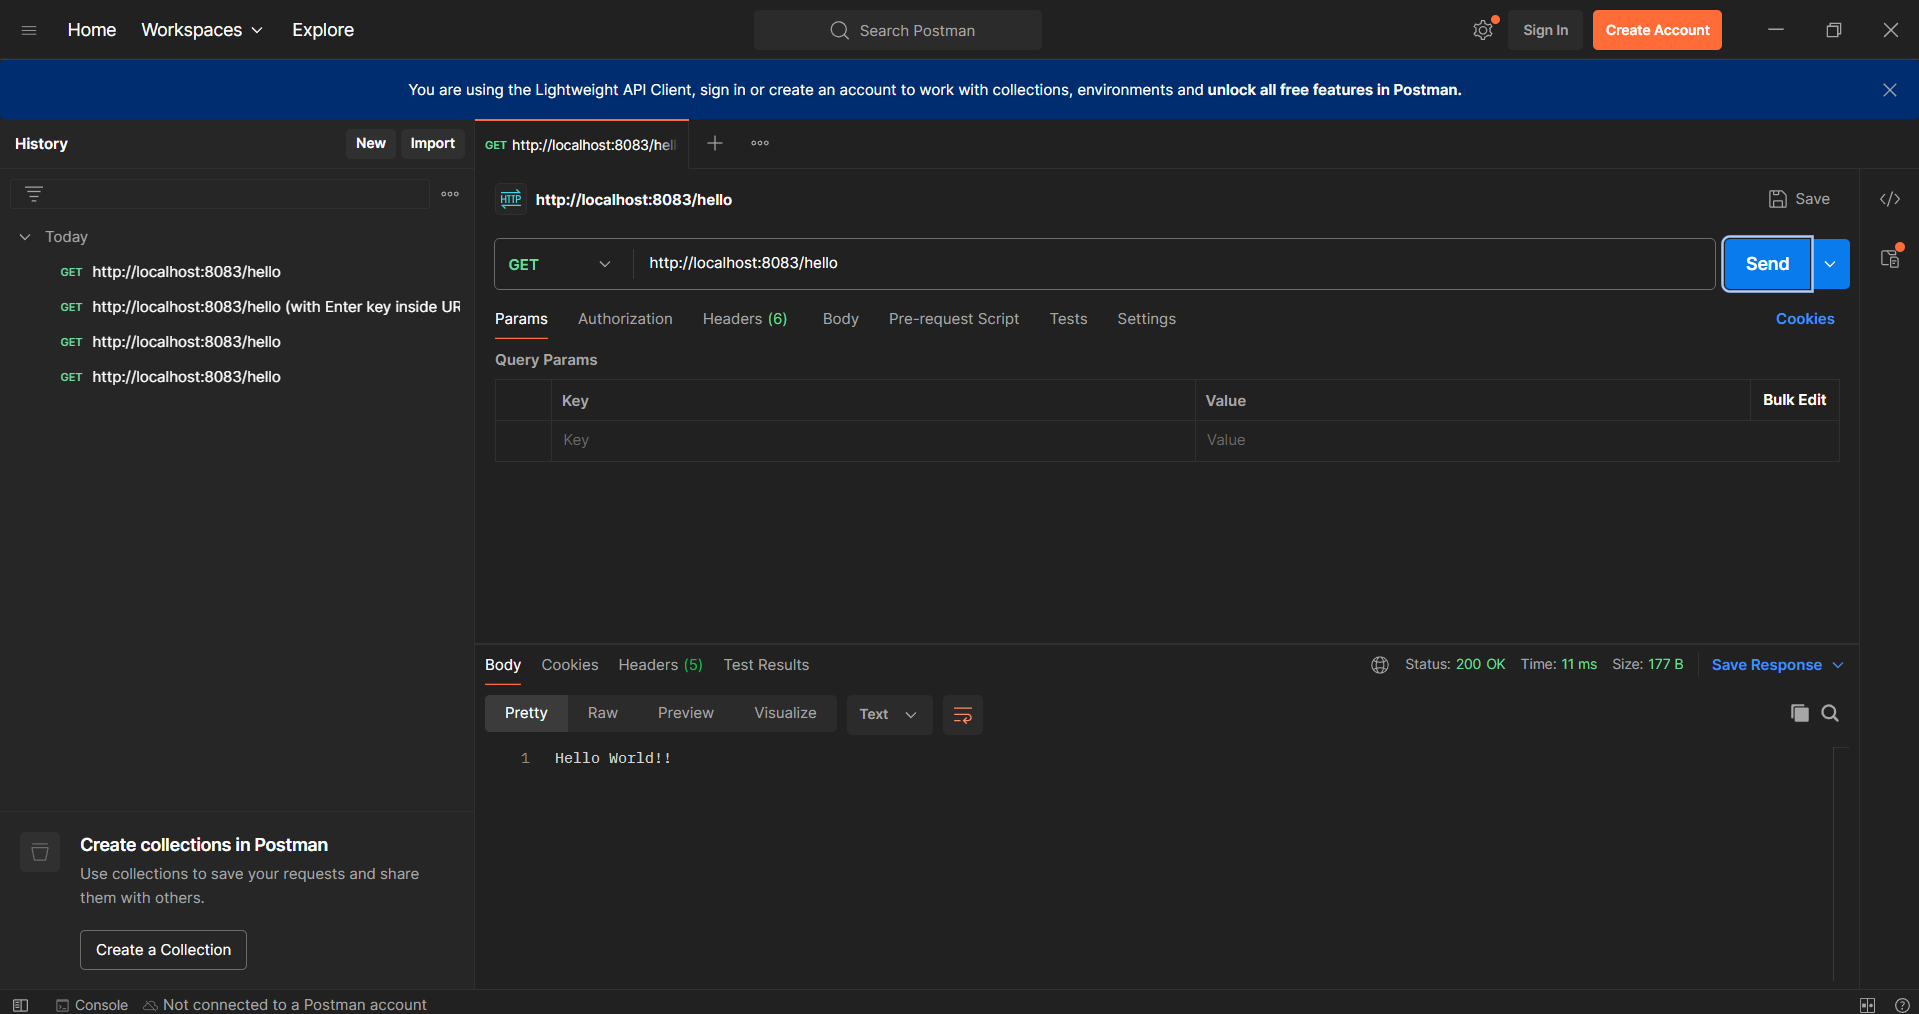 Home Workspaces Explore Search Postman Sign In Create Account
You are using the Lightweight API Client, sign in or create an account to work with collections, environments and unlock all free features in Postman.
History New Import
GET http://localhost:8083/hell
HTTP http://localhost:8083/hello Save
Today
GET http://localhost:8083/hello
GET http://localhost:8083/hello (with Enter key inside UR
GET http://localhost:8083/hello
GET http://localhost:8083/hello
GET http://localhost:8083/hello Send
Params Authorization Headers (6) Body Pre-request Script Tests Settings Cookies
Query Params
Key Value Bulk Edit
Key Value
Body Cookies Headers (5) Test Results Status: 200 OK Time: 11 ms Size: 177 B Save Response
Pretty Raw Preview Visualize Text
1 Hello World!!
Create collections in Postman
Use collections to save your requests and share
them with others.
Create a Collection
Console Not connected to a Postman account